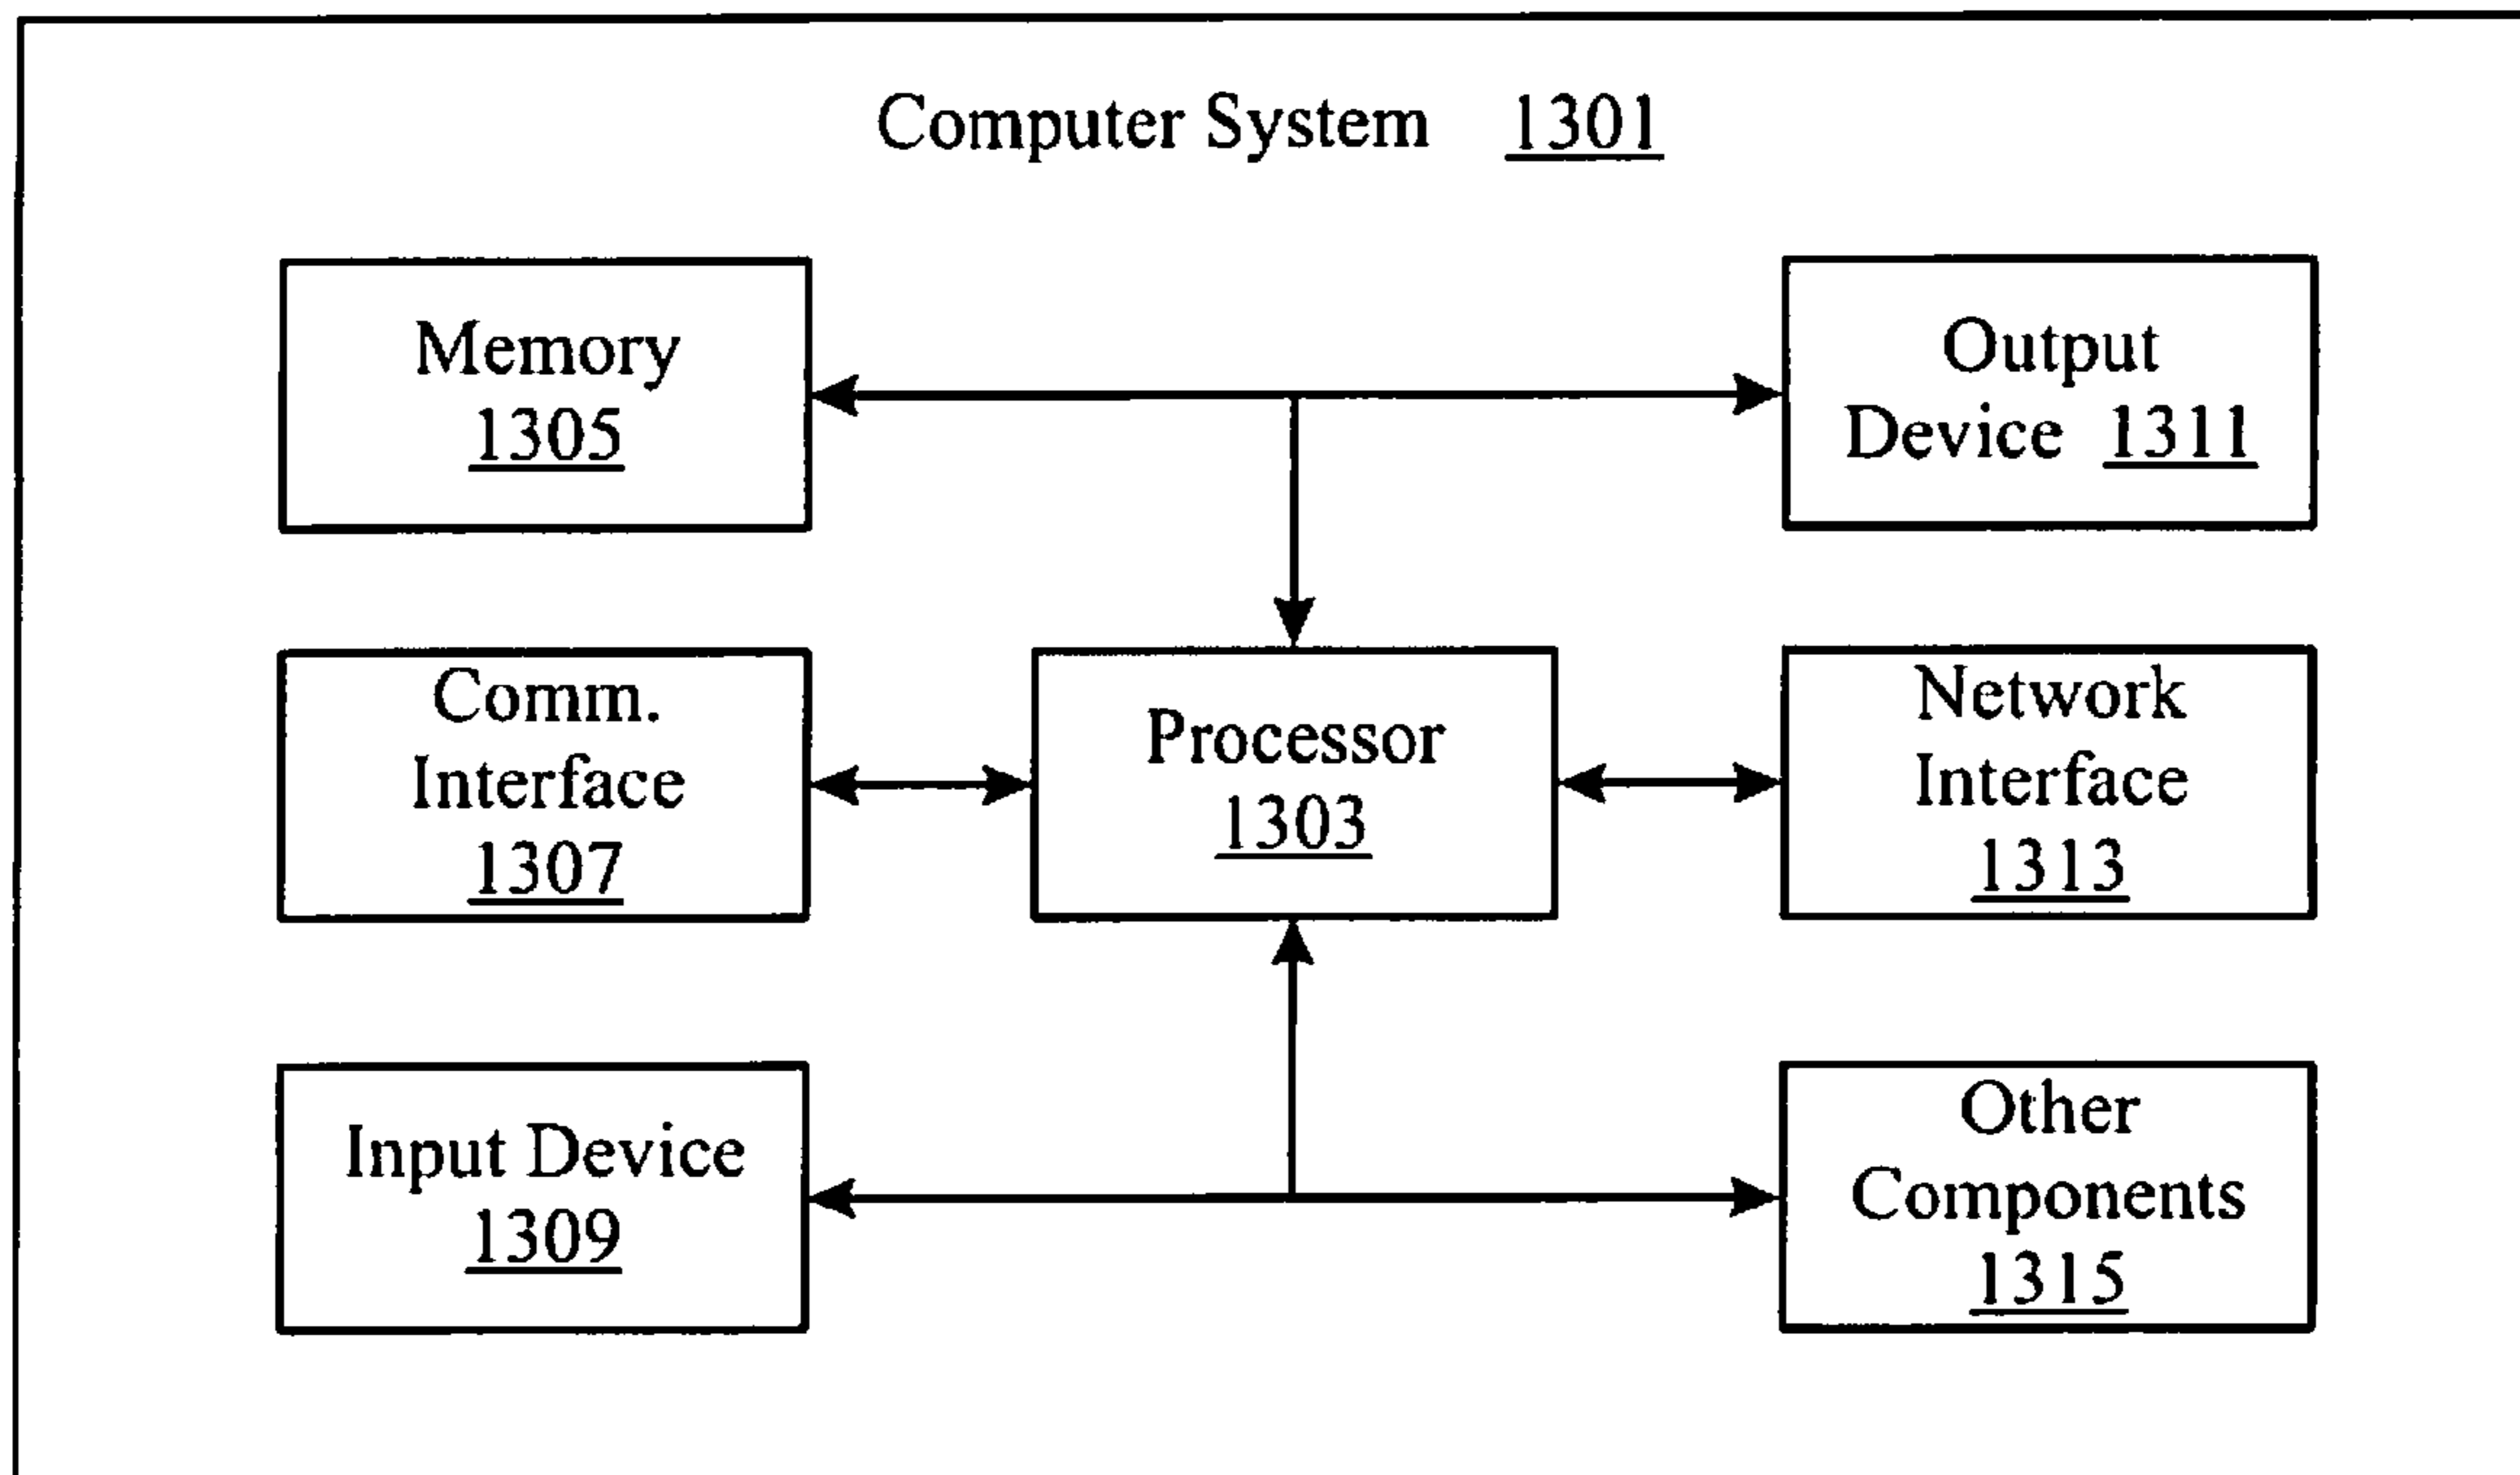 Computer System 1301
Memory
1305
Output
Device 1311
Comm.
Interface
1307
Processor
1303
Network
Interface
1313
Input Device
1309
Other
Components
1315